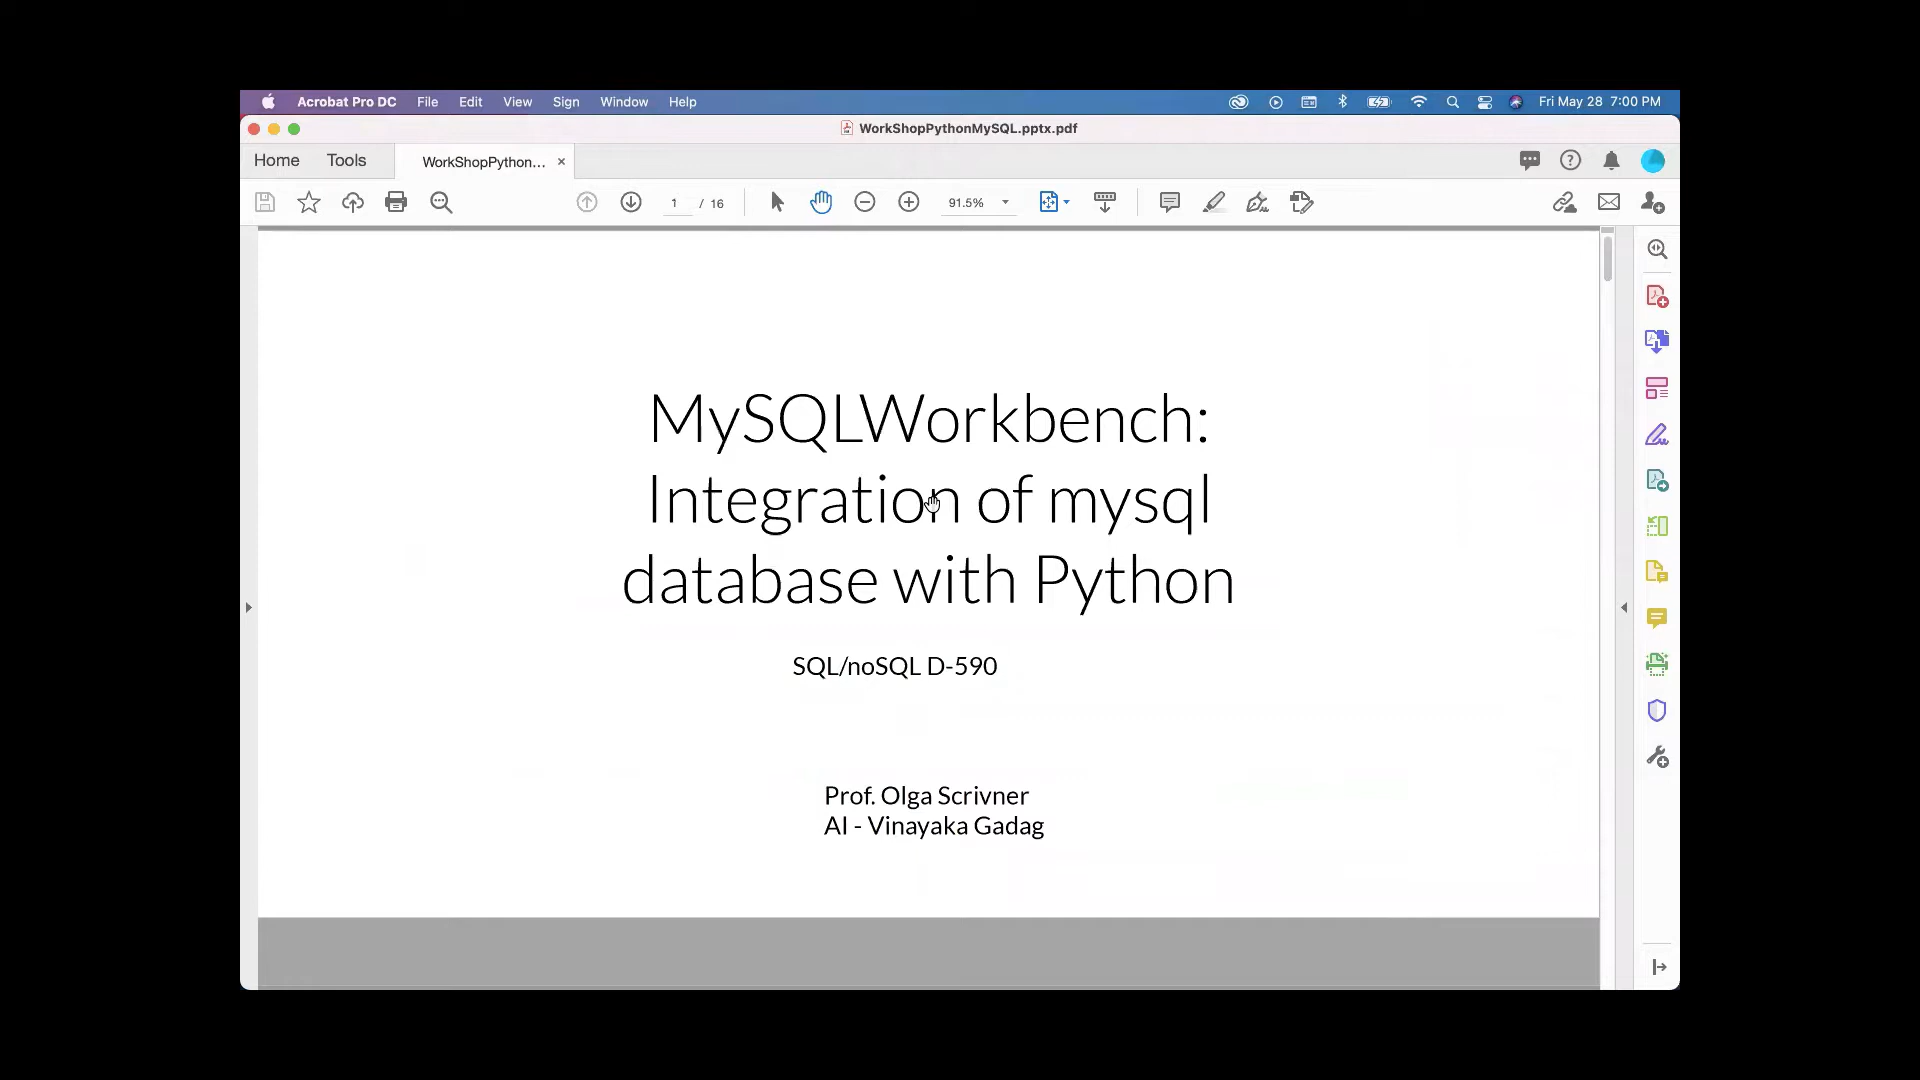 Acrobat Pro DC File Edit View Sign Window Help Fri May 28 7:00 PM
WorkShopPythonMySQL.pptx.pdf
Home Tools WorkShopPython... ×
1 / 16 91.5%
MySQLWorkbench:
Integration of mysql
database with Python
SQL/noSQL D-590
Prof. Olga Scrivner
AI - Vinayaka Gadag